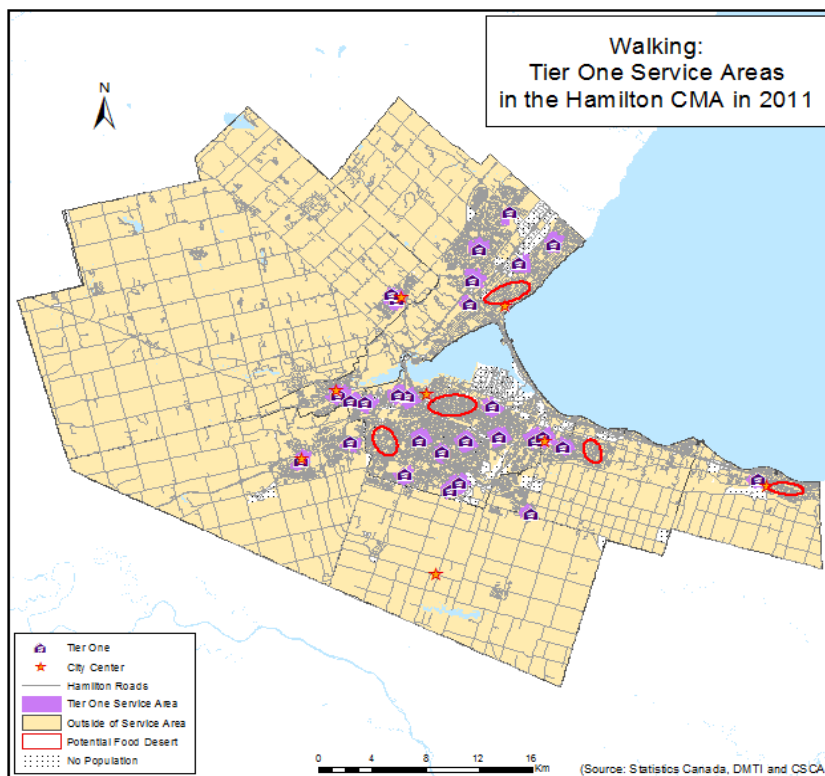 Walking:
Tier One Service Areas
in the Hamilton CMA in 2011
N
Tier One
City Center
Hamilton Roads
Tier One Service Area
Outside of Service Area
Potential Food Desert
No Population
0 2 4 8 12 16
Km
(Source: Statistics Canada, DMTI and CSCA